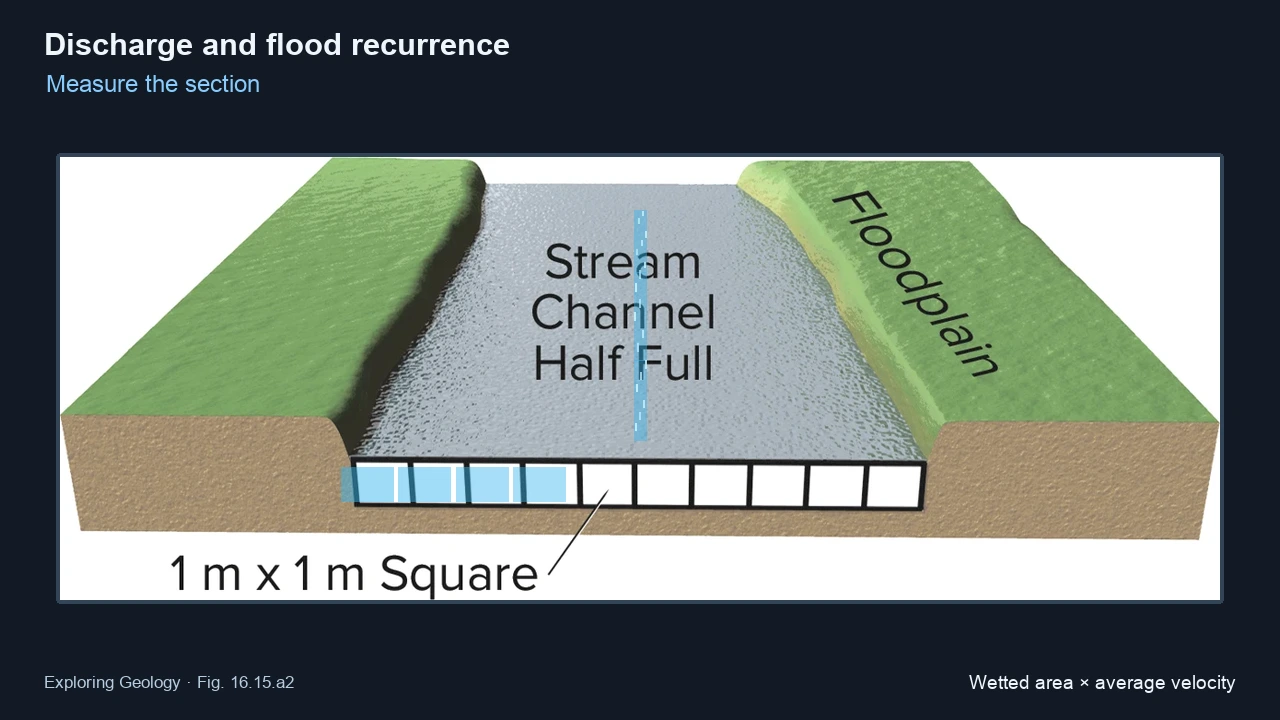 Discharge and flood recurrence
Measure the section
Stream
Channel
Half Full
Floodplain
1 m x 1 m Square
Exploring Geology · Fig. 16.15.a2
Wetted area × average velocity